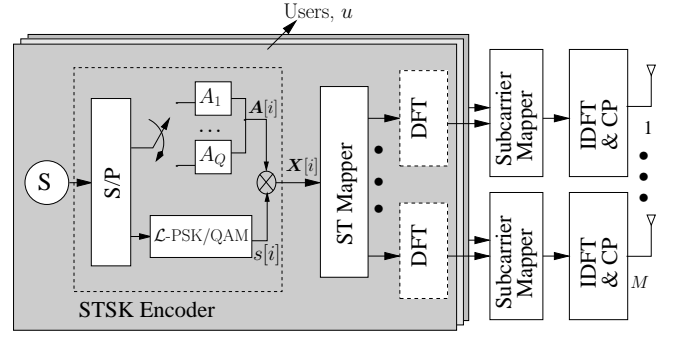 Users, u
S
S/P
A₁
...
A_Q
A[i]
ℒ-PSK/QAM
s[i]
X[i]
STSK Encoder
ST Mapper
DFT
DFT
Subcarrier
Mapper
Subcarrier
Mapper
IDFT
& CP
IDFT
& CP
1
M